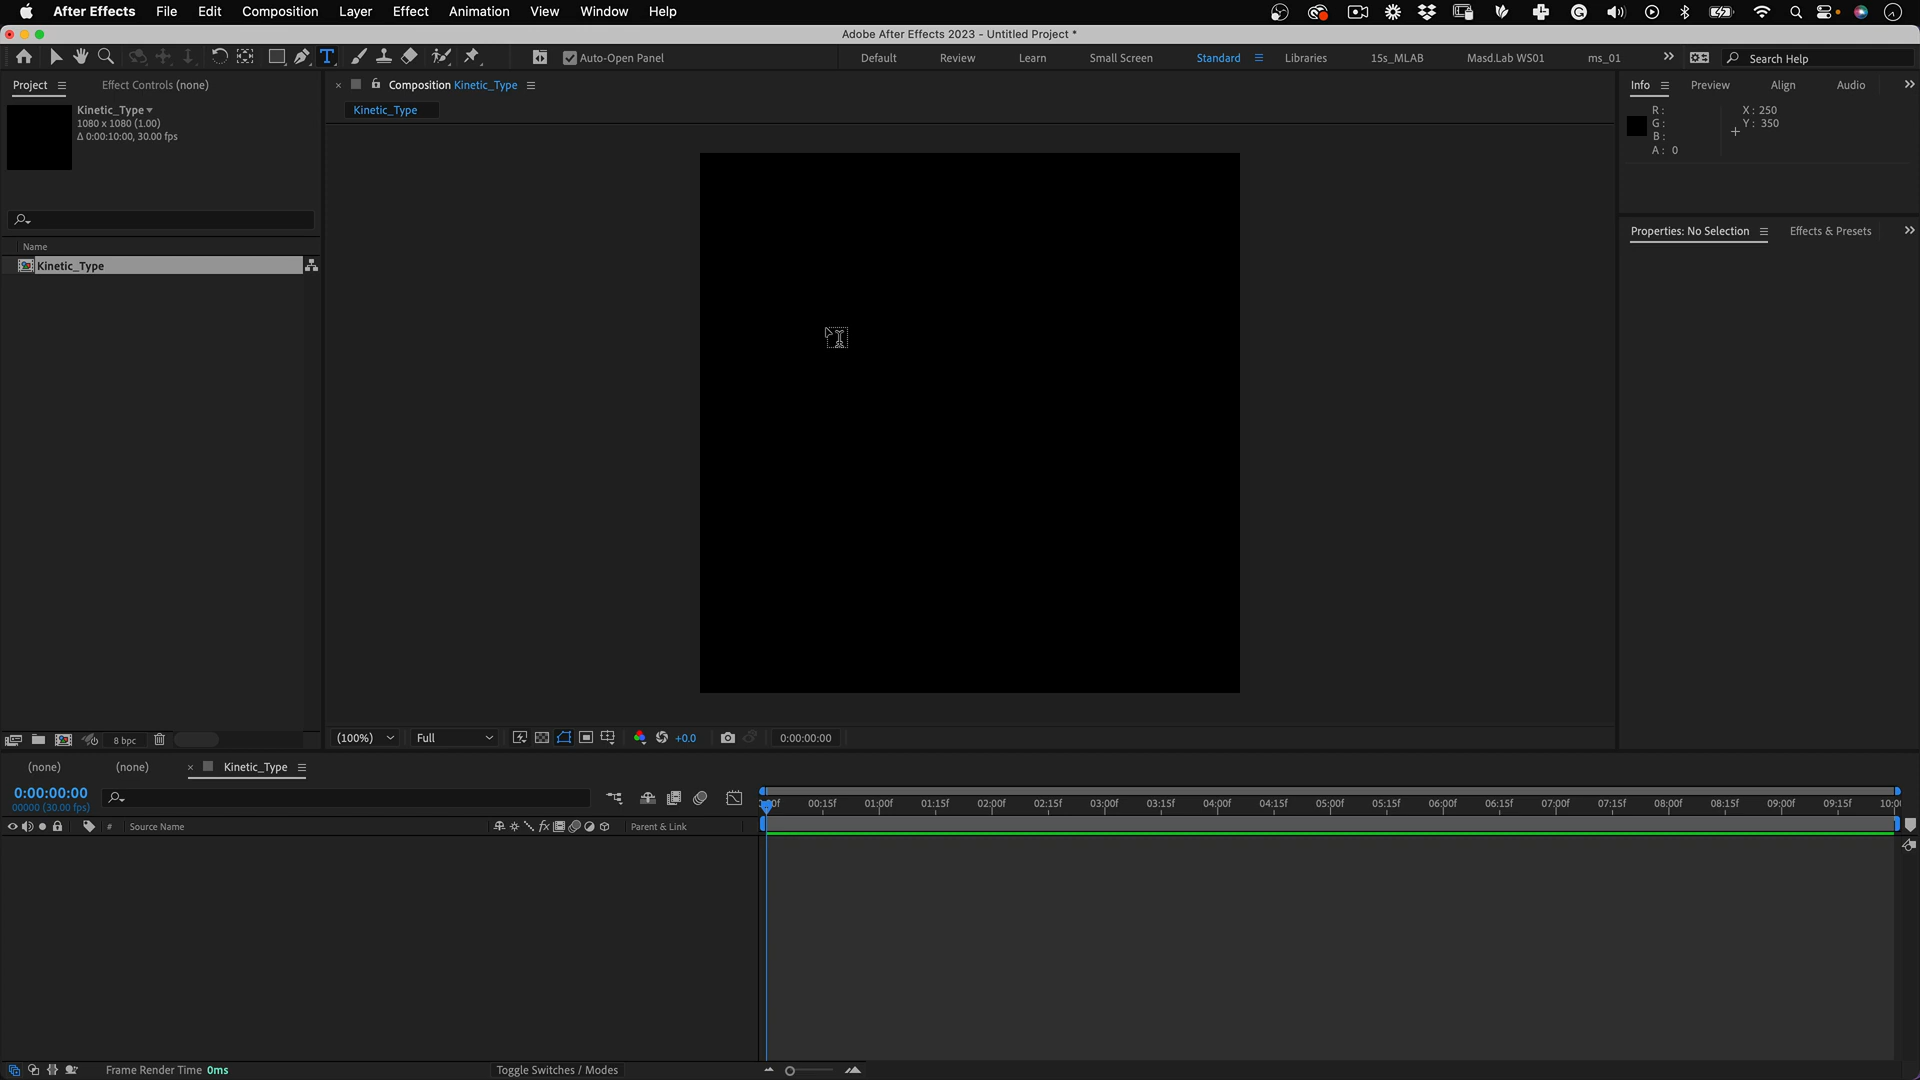 After Effects File Edit Composition Layer Effect Animation View Window Help
Adobe After Effects 2023 - Untitled Project *
Auto-Open Panel Default Review Learn Small Screen Standard Libraries 15s_MLAB Masd.Lab WS01 ms_01 Search Help
Project Effect Controls (none)
Composition Kinetic_Type
Info Preview Align Audio
Kinetic_Type
1080 x 1080 (1.00)
Δ 0:00:10:00, 30.00 fps
Kinetic_Type
R:
G:
B:
A: 0
X: 250
Y: 350
Properties: No Selection Effects & Presets
Name
Kinetic_Type
8 bpc
(100%) Full +0.0 0:00:00:00
(none) (none) Kinetic_Type
0:00:00:00
00000 (30.00 fps)
00:15f 01:00f 01:15f 02:00f 02:15f 03:00f 03:15f 04:00f 04:15f 05:00f 05:15f 06:00f 06:15f 07:00f 07:15f 08:00f 08:15f 09:00f 09:15f
# Source Name Parent & Link
Frame Render Time 0ms Toggle Switches / Modes